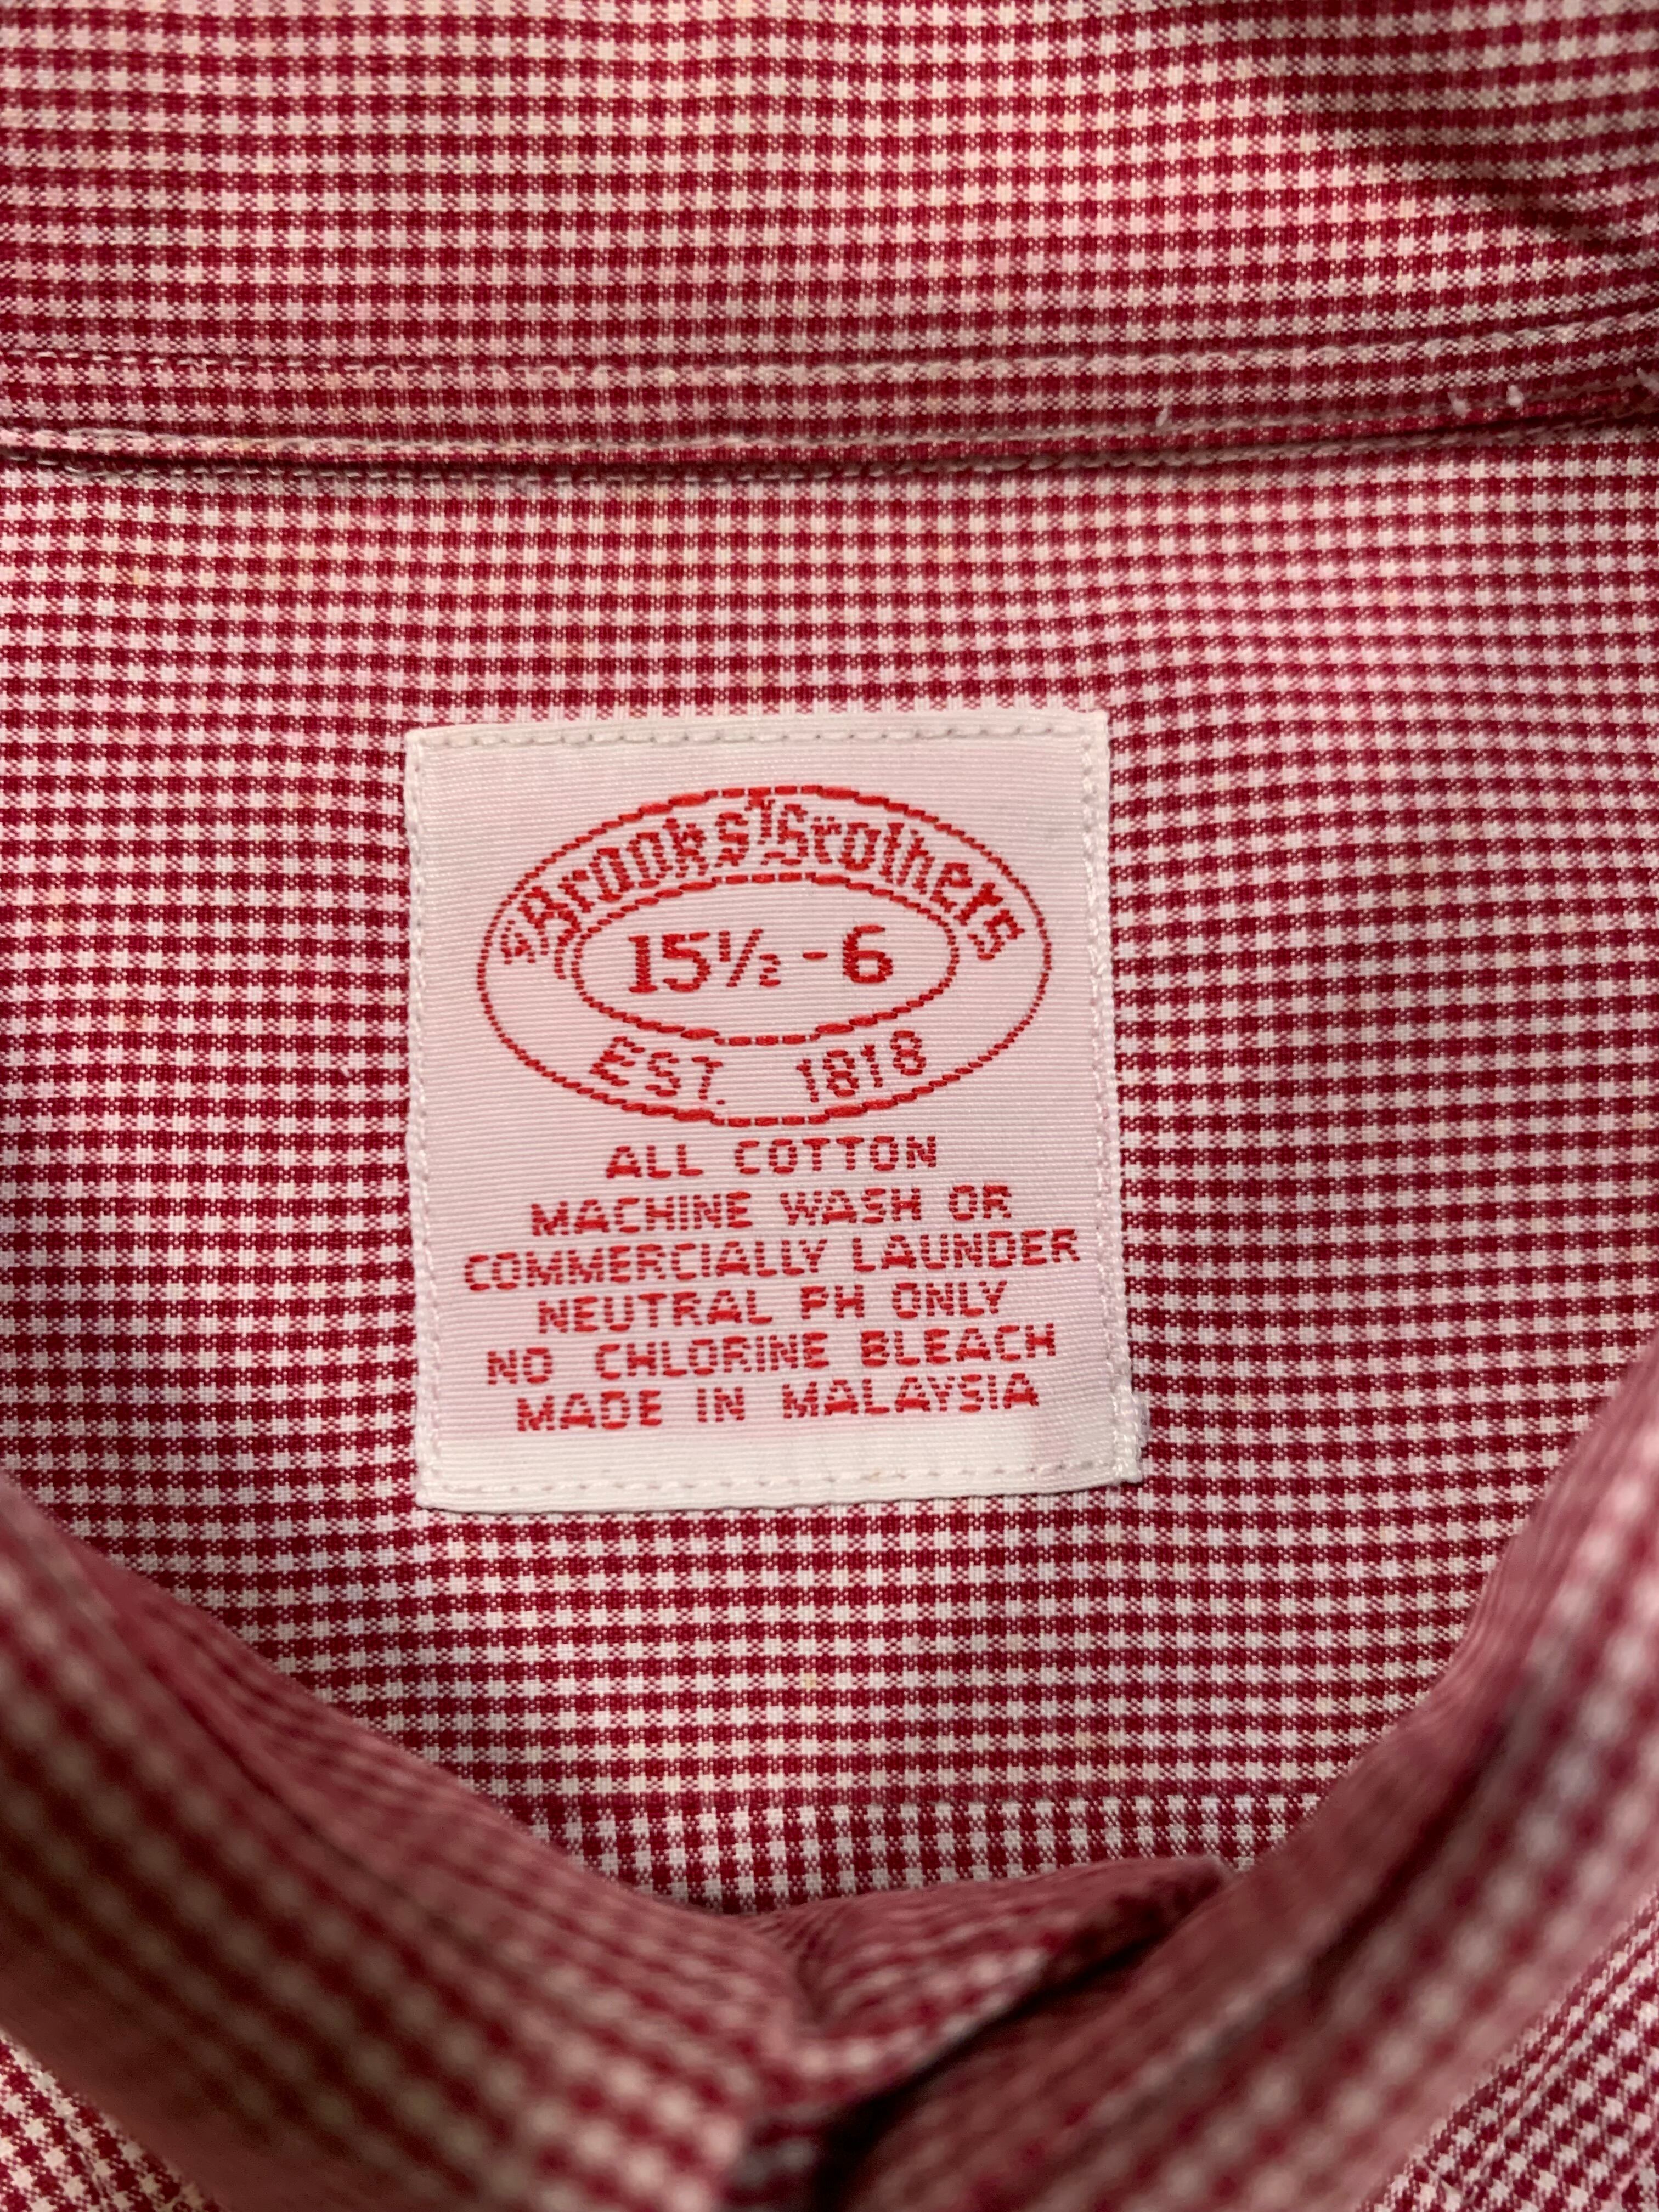 Brooks Brothers
15½-6
EST. 1818
ALL COTTON
MACHINE WASH OR
COMMERCIALLY LAUNDER
NEUTRAL PH ONLY
NO CHLORINE BLEACH
MADE IN MALAYSIA